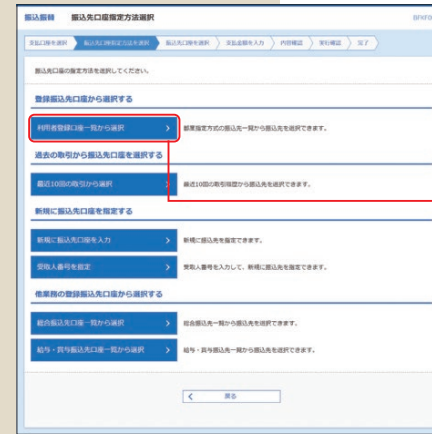 振込振替 振込先口座指定方法選択
支払口座を選択 振込先口座指定方法を選択 振込先口座を選択 支払金額を入力 内容確認 実行確認 完了
振込先口座の指定方法を選択してください。
登録振込先口座から選択する
利用者登録口座一覧から選択
都度指定方式の振込先一覧から振込先を選択できます。
過去の取引から振込先口座を選択する
最近10回の取引から選択
最近10回の取引履歴から振込先を選択できます。
新規に振込先口座を指定する
新規に振込先口座を入力
新規に振込先を指定できます。
受取人番号を指定
受取人番号を入力して、新規に振込先を指定できます。
他業務の登録振込先口座から選択する
総合振込先口座一覧から選択
総合振込先一覧から振込先を選択できます。
給与・賞与振込先口座一覧から選択
給与・賞与振込先一覧から振込先を選択できます。
戻る